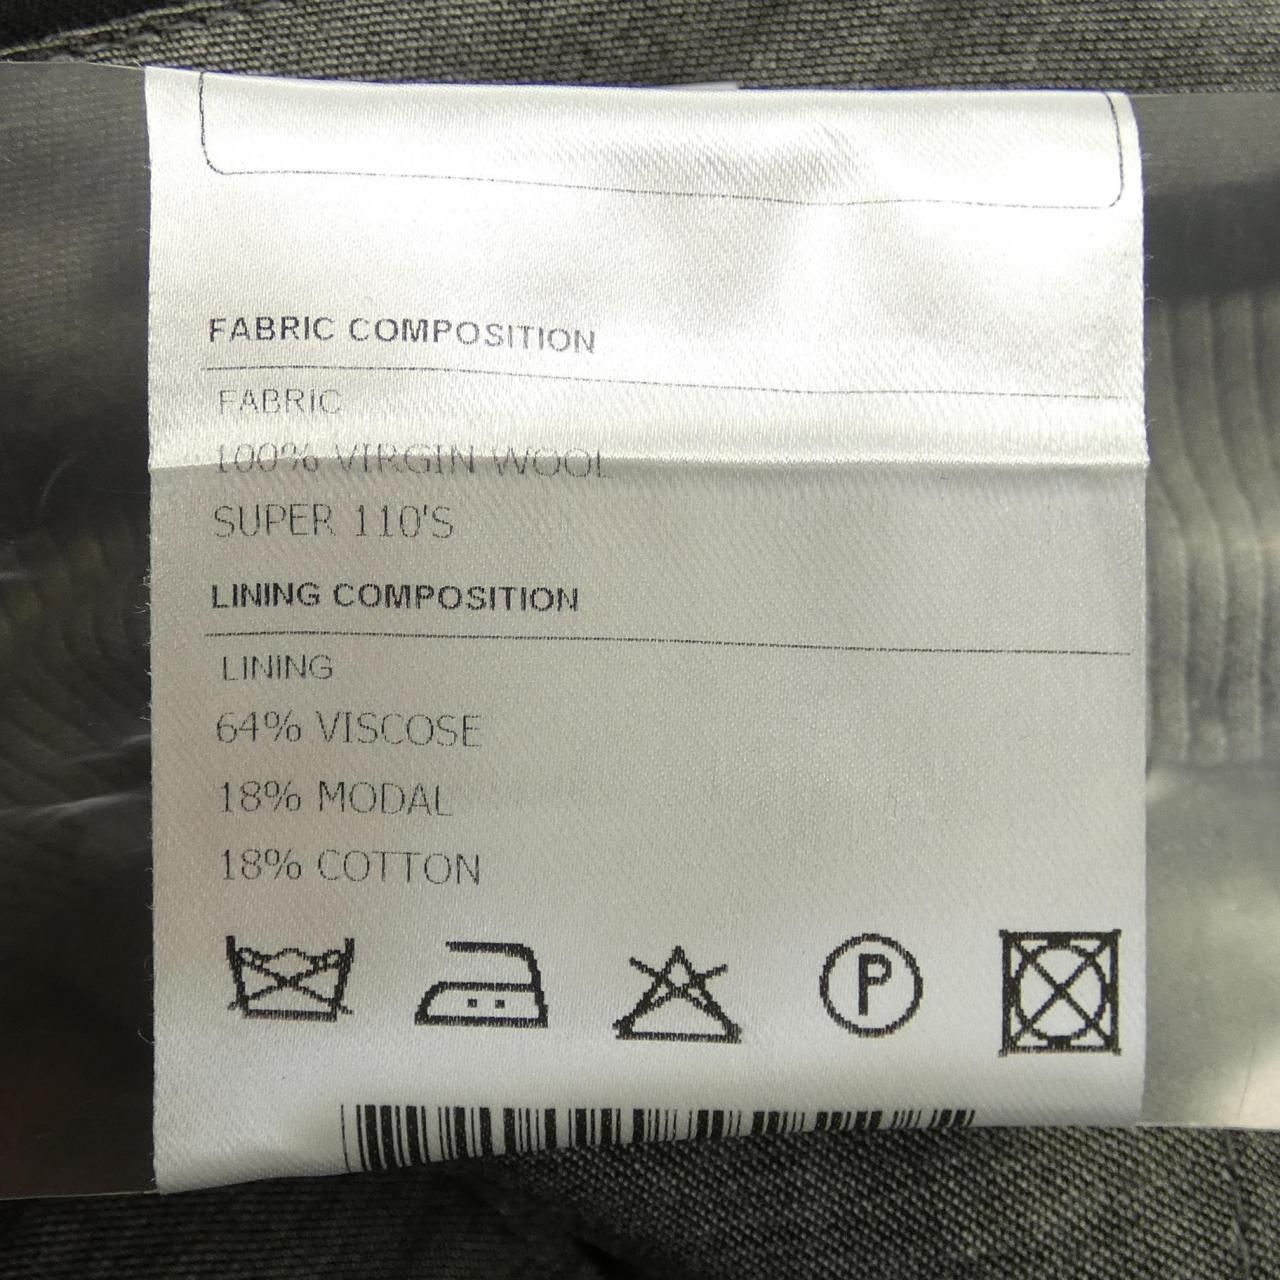 FABRIC COMPOSITION
FABRIC
100% VIRGIN WOOL
SUPER 110'S
LINING COMPOSITION
LINING
64% VISCOSE
18% MODAL
18% COTTON
P